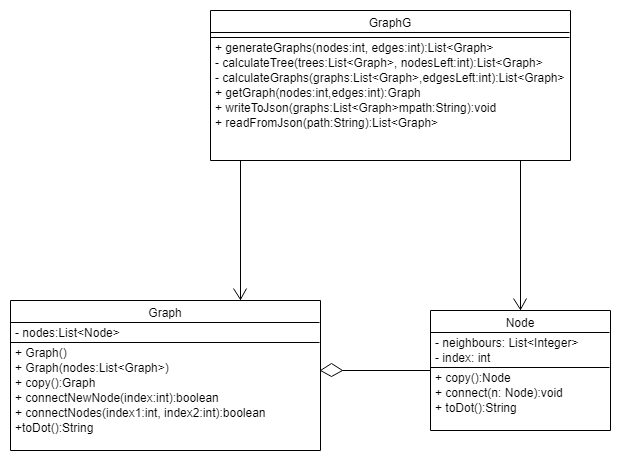 GraphG
+ generateGraphs(nodes:int, edges:int):List<Graph>
- calculateTree(trees:List<Graph>, nodesLeft:int):List<Graph>
- calculateGraphs(graphs:List<Graph>,edgesLeft:int):List<Graph>
+ getGraph(nodes:int,edges:int):Graph
+ writeToJson(graphs:List<Graph>mpath:String):void
+ readFromJson(path:String):List<Graph>
Graph
- nodes:List<Node>
+ Graph()
+ Graph(nodes:List<Graph>)
+ copy():Graph
+ connectNewNode(index:int):boolean
+ connectNodes(index1:int, index2:int):boolean
+toDot():String
Node
- neighbours: List<Integer>
- index: int
+ copy():Node
+ connect(n: Node):void
+ toDot():String